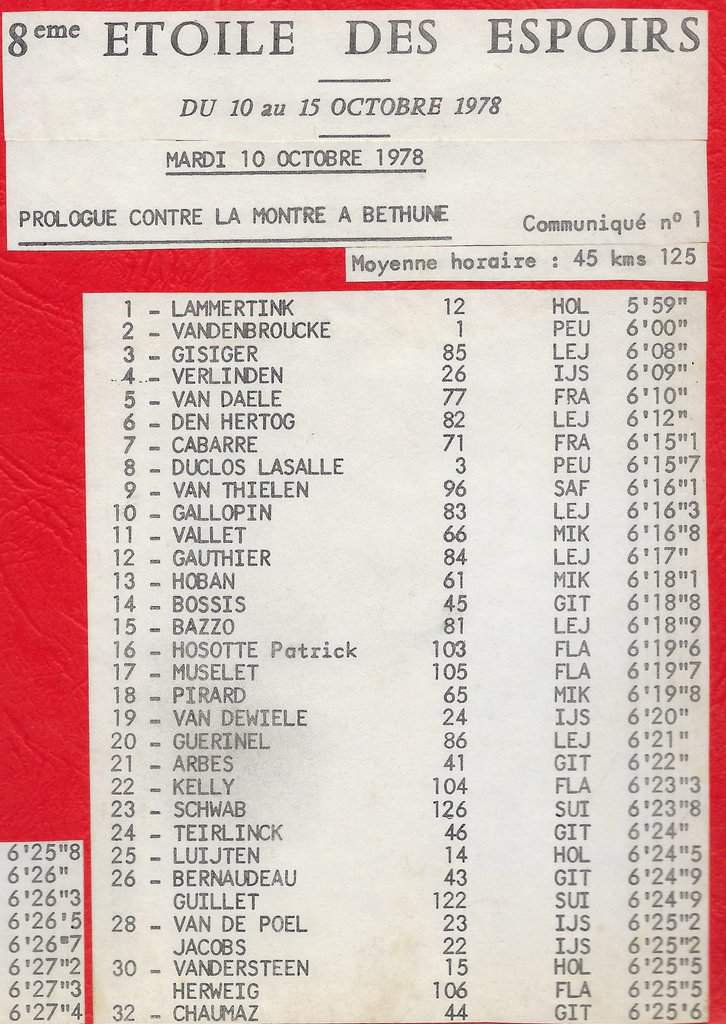 8eme ETOILE DES ESPOIRS
DU 10 au 15 OCTOBRE 1978
MARDI 10 OCTOBRE 1978
PROLOGUE CONTRE LA MONTRE A BETHUNE
Communiqué nº 1
Moyenne horaire : 45 kms 125
1 - LAMMERTINK 12 HOL 5'59"
2 - VANDENBROUCKE 1 PEU 6'00"
3 - GISIGER 85 LEJ 6'08"
4 - VERLINDEN 26 IJS 6'09"
5 - VAN DAELE 77 FRA 6'10"
6 - DEN HERTOG 82 LEJ 6'12"
7 - CABARRE 71 FRA 6'15"1
8 - DUCLOS LASALLE 3 PEU 6'15"7
9 - VAN THIELEN 96 SAF 6'16"1
10 - GALLOPIN 83 LEJ 6'16"3
11 - VALLET 66 MIK 6'16"8
12 - GAUTHIER 84 LEJ 6'17"
13 - HOBAN 61 MIK 6'18"1
14 - BOSSIS 45 GIT 6'18"8
15 - BAZZO 81 LEJ 6'18"9
16 - HOSOTTE Patrick 103 FLA 6'19"6
17 - MUSELET 105 FLA 6'19"7
18 - PIRARD 65 MIK 6'19"8
19 - VAN DEWIELE 24 IJS 6'20"
20 - GUERINEL 86 LEJ 6'21"
21 - ARBES 41 GIT 6'22"
22 - KELLY 104 FLA 6'23"3
23 - SCHWAB 126 SUI 6'23"8
24 - TEIRLINCK 46 GIT 6'24"
25 - LUIJTEN 14 HOL 6'24"5
26 - BERNAUDEAU 43 GIT 6'24"9
GUILLET 122 SUI 6'24"9
28 - VAN DE POEL 23 IJS 6'25"2
JACOBS 22 IJS 6'25"2
30 - VANDERSTEEN 15 HOL 6'25"5
HERWEIG 106 FLA 6'25"5
32 - CHAUMAZ 44 GIT 6'25'6
6'25"8
6'26"
6'26"3
6'26'5
6'26"7
6'27"2
6'27"3
6'27"4